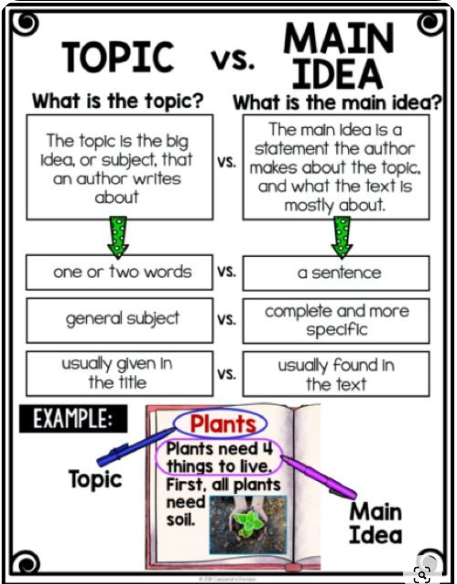 TOPIC vs. MAIN
IDEA
What is the topic? What is the main idea?
The topic is the big
idea, or subject, that
an author writes
about
vs.
The main idea is a
statement the author
makes about the topic,
and what the text is
mostly about.
one or two words vs. a sentence
general subject vs. complete and more
specific
usually given in
the title
vs.
usually found in
the text
EXAMPLE:
Plants
Plants need 4
things to live.
First, all plants
need
soil.
Topic
Main
Idea